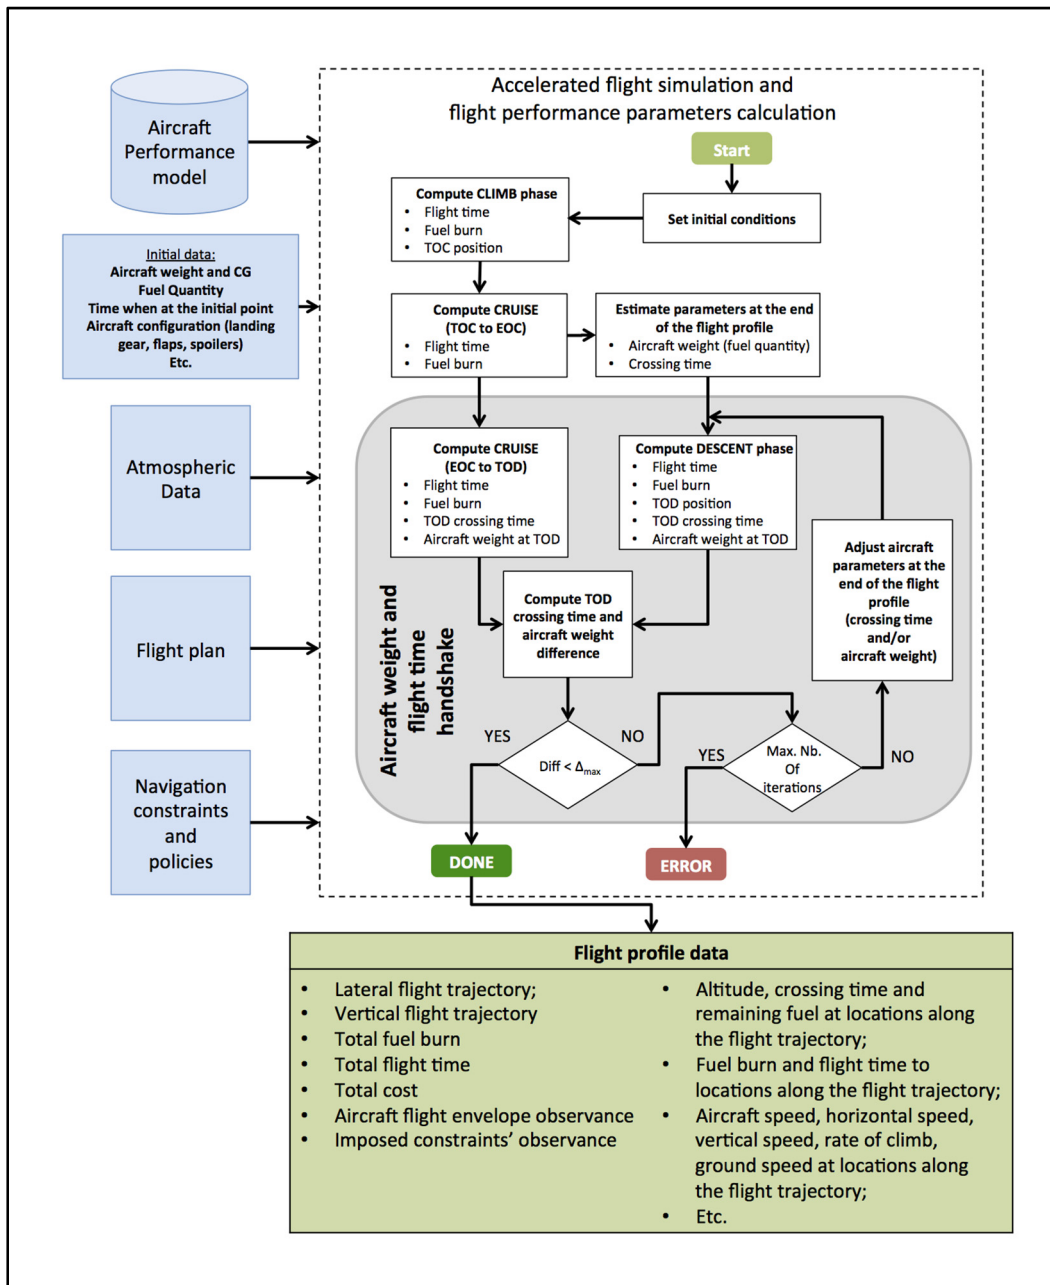 Accelerated flight simulation and
flight performance parameters calculation
Aircraft
Performance
model
Start
Set initial conditions
Compute CLIMB phase
• Flight time
• Fuel burn
• TOC position
Initial data:
Aircraft weight and CG
Fuel Quantity
Time when at the initial point
Aircraft configuration (landing
gear, flaps, spoilers)
Etc.
Compute CRUISE
(TOC to EOC)
• Flight time
• Fuel burn
Estimate parameters at the end
of the flight profile
• Aircraft weight (fuel quantity)
• Crossing time
Atmospheric
Data
Compute CRUISE
(EOC to TOD)
• Flight time
• Fuel burn
• TOD crossing time
• Aircraft weight at TOD
Compute DESCENT phase
• Flight time
• Fuel burn
• TOD position
• TOD crossing time
• Aircraft weight at TOD
Adjust aircraft
parameters at the
end of the flight
profile
(crossing time
and/or
aircraft weight)
Flight plan
Aircraft weight and
flight time
handshake
Compute TOD
crossing time and
aircraft weight
difference
YES
NO
Diff < Δmax
YES
Max. Nb.
Of
iterations
NO
Navigation
constraints
and
policies
DONE
ERROR
Flight profile data
• Lateral flight trajectory;
• Vertical flight trajectory
• Total fuel burn
• Total flight time
• Total cost
• Aircraft flight envelope observance
• Imposed constraints’ observance
• Altitude, crossing time and
remaining fuel at locations along
the flight trajectory;
• Fuel burn and flight time to
locations along the flight trajectory;
• Aircraft speed, horizontal speed,
vertical speed, rate of climb,
ground speed at locations along
the flight trajectory;
• Etc.